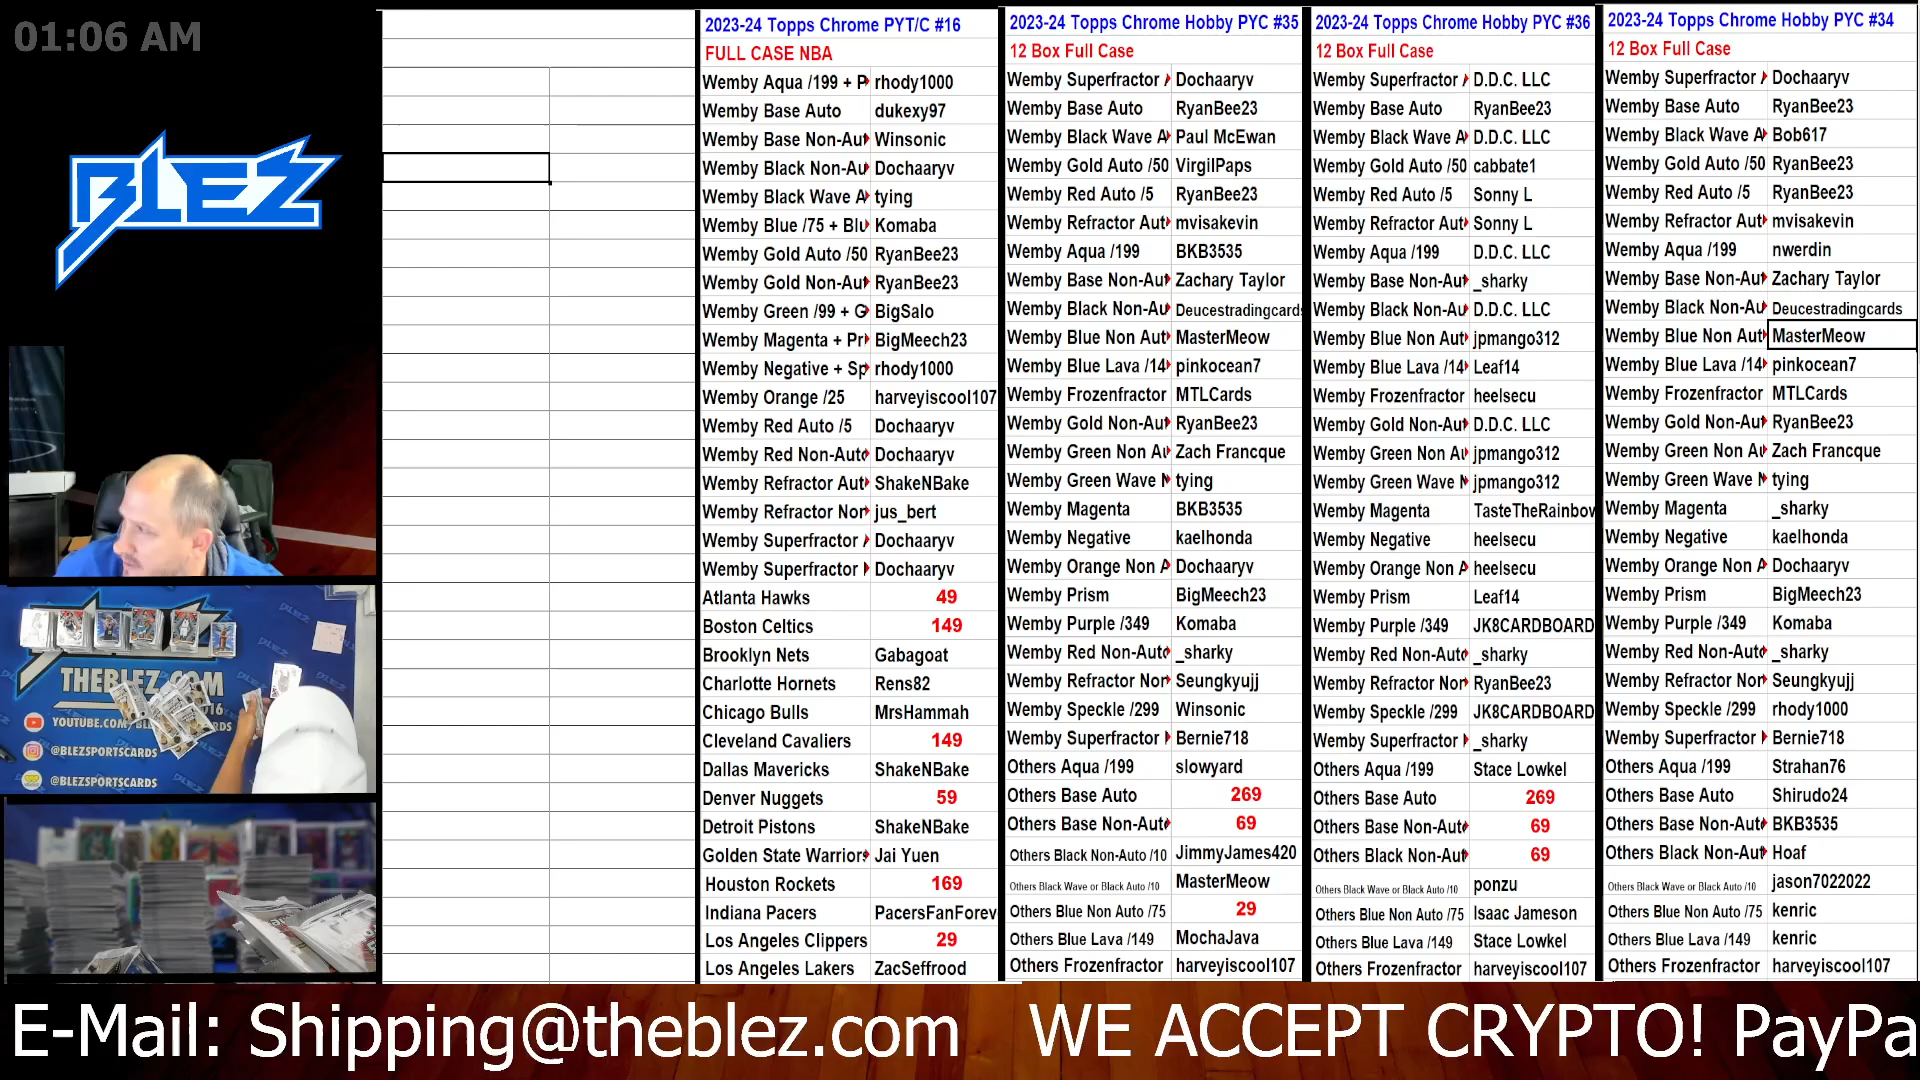 01:06 AM
BLEZ
THEBLEZ.COM
@BLEZSPORTSCARDS
@BLEZSPORTSCARDS
2023-24 Topps Chrome PYT/C #16
FULL CASE NBA
Wemby Aqua /199 + P rhody1000
Wemby Base Auto dukexy97
Wemby Base Non-Aut Winsonic
Wemby Black Non-Au Dochaaryv
Wemby Black Wave A tying
Wemby Blue /75 + Blu Komaba
Wemby Gold Auto /50 RyanBee23
Wemby Gold Non-Aut RyanBee23
Wemby Green /99 + G BigSalo
Wemby Magenta + Pr BigMeech23
Wemby Negative + Sp rhody1000
Wemby Orange /25 harveyiscool107
Wemby Red Auto /5 Dochaaryv
Wemby Red Non-Auto Dochaaryv
Wemby Refractor Aut ShakeNBake
Wemby Refractor Nor jus_bert
Wemby Superfractor Dochaaryv
Wemby Superfractor Dochaaryv
Atlanta Hawks 49
Boston Celtics 149
Brooklyn Nets Gabagoat
Charlotte Hornets Rens82
Chicago Bulls MrsHammah
Cleveland Cavaliers 149
Dallas Mavericks ShakeNBake
Denver Nuggets 59
Detroit Pistons ShakeNBake
Golden State Warriors Jai Yuen
Houston Rockets 169
Indiana Pacers PacersFanForev
Los Angeles Clippers 29
Los Angeles Lakers ZacSeffrood
2023-24 Topps Chrome Hobby PYC #35
12 Box Full Case
Wemby Superfractor Dochaaryv
Wemby Base Auto RyanBee23
Wemby Black Wave A Paul McEwan
Wemby Gold Auto /50 VirgilPaps
Wemby Red Auto /5 RyanBee23
Wemby Refractor Aut mvisakevin
Wemby Aqua /199 BKB3535
Wemby Base Non-Aut Zachary Taylor
Wemby Black Non-Au Deucestradingcards
Wemby Blue Non Aut MasterMeow
Wemby Blue Lava /14 pinkocean7
Wemby Frozenfractor MTLCards
Wemby Gold Non-Aut RyanBee23
Wemby Green Non Au Zach Francque
Wemby Green Wave tying
Wemby Magenta BKB3535
Wemby Negative kaelhonda
Wemby Orange Non A Dochaaryv
Wemby Prism BigMeech23
Wemby Purple /349 Komaba
Wemby Red Non-Auto _sharky
Wemby Refractor Nor Seungkyujj
Wemby Speckle /299 Winsonic
Wemby Superfractor Bernie718
Others Aqua /199 slowyard
Others Base Auto 269
Others Base Non-Auto 69
Others Black Non-Auto /10 JimmyJames420
Others Black Wave or Black Auto /10 MasterMeow
Others Blue Non Auto /75 29
Others Blue Lava /149 MochaJava
Others Frozenfractor harveyiscool107
2023-24 Topps Chrome Hobby PYC #36
12 Box Full Case
Wemby Superfractor D.D.C. LLC
Wemby Base Auto RyanBee23
Wemby Black Wave A D.D.C. LLC
Wemby Gold Auto /50 cabbate1
Wemby Red Auto /5 Sonny L
Wemby Refractor Aut Sonny L
Wemby Aqua /199 D.D.C. LLC
Wemby Base Non-Aut _sharky
Wemby Black Non-Au D.D.C. LLC
Wemby Blue Non Aut jpmango312
Wemby Blue Lava /14 Leaf14
Wemby Frozenfractor heelsecu
Wemby Gold Non-Aut D.D.C. LLC
Wemby Green Non Au jpmango312
Wemby Green Wave jpmango312
Wemby Magenta TasteTheRainbow
Wemby Negative heelsecu
Wemby Orange Non A heelsecu
Wemby Prism Leaf14
Wemby Purple /349 JK8CARDBOARD
Wemby Red Non-Auto _sharky
Wemby Refractor Nor RyanBee23
Wemby Speckle /299 JK8CARDBOARD
Wemby Superfractor _sharky
Others Aqua /199 Stace Lowkel
Others Base Auto 269
Others Base Non-Auto 69
Others Black Non-Aut 69
Others Black Wave or Black Auto /10 ponzu
Others Blue Non Auto /75 Isaac Jameson
Others Blue Lava /149 Stace Lowkel
Others Frozenfractor harveyiscool107
2023-24 Topps Chrome Hobby PYC #34
12 Box Full Case
Wemby Superfractor Dochaaryv
Wemby Base Auto RyanBee23
Wemby Black Wave A Bob617
Wemby Gold Auto /50 RyanBee23
Wemby Red Auto /5 RyanBee23
Wemby Refractor Aut mvisakevin
Wemby Aqua /199 nwerdin
Wemby Base Non-Aut Zachary Taylor
Wemby Black Non-Au Deucestradingcards
Wemby Blue Non Aut MasterMeow
Wemby Blue Lava /14 pinkocean7
Wemby Frozenfractor MTLCards
Wemby Gold Non-Aut RyanBee23
Wemby Green Non Au Zach Francque
Wemby Green Wave tying
Wemby Magenta _sharky
Wemby Negative kaelhonda
Wemby Orange Non A Dochaaryv
Wemby Prism BigMeech23
Wemby Purple /349 Komaba
Wemby Red Non-Auto _sharky
Wemby Refractor Nor Seungkyujj
Wemby Speckle /299 rhody1000
Wemby Superfractor Bernie718
Others Aqua /199 Strahan76
Others Base Auto Shirudo24
Others Base Non-Auto BKB3535
Others Black Non-Aut Hoaf
Others Black Wave or Black Auto /10 jason7022022
Others Blue Non Auto /75 kenric
Others Blue Lava /149 kenric
Others Frozenfractor harveyiscool107
E-Mail: Shipping@theblez.com WE ACCEPT CRYPTO! PayPa